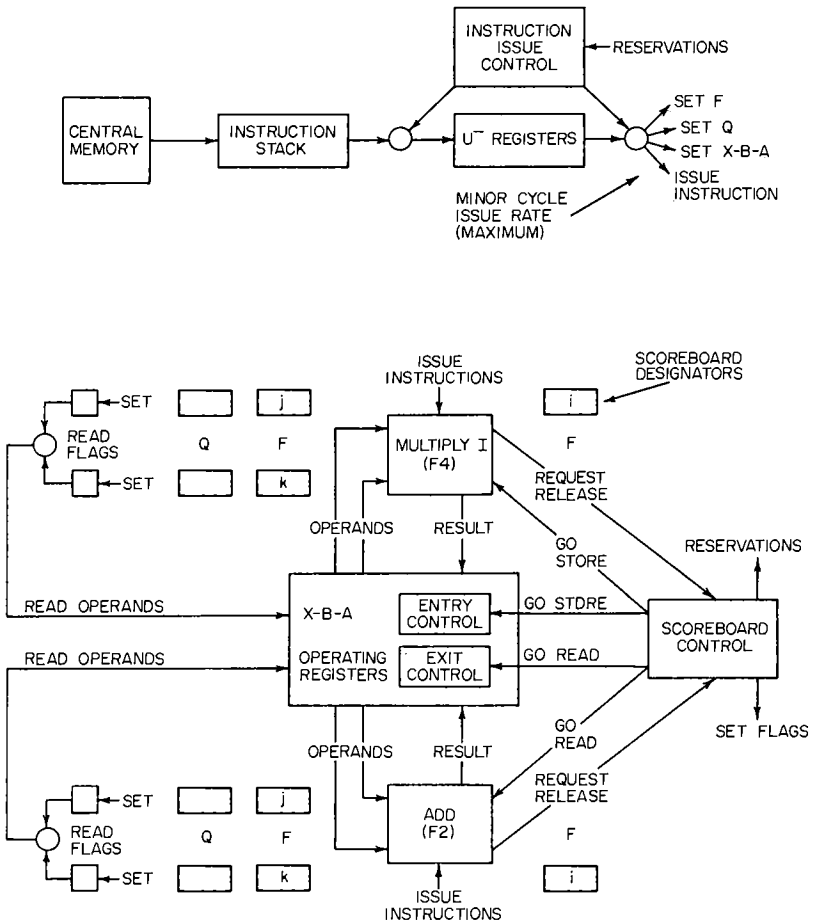 INSTRUCTION
ISSUE
CONTROL
RESERVATIONS
CENTRAL
MEMORY
INSTRUCTION
STACK
U⁻ REGISTERS
SET F
SET Q
SET X-B-A
ISSUE
INSTRUCTION
MINOR CYCLE
ISSUE RATE
(MAXIMUM)
ISSUE
INSTRUCTIONS
SCOREBOARD
DESIGNATORS
SET
j
i
READ
FLAGS
Q
F
MULTIPLY I
(F4)
F
SET
k
REQUEST
RELEASE
OPERANDS
RESULT
GO
STORE
RESERVATIONS
READ OPERANDS
X-B-A
ENTRY
CONTROL
GO STDRE
SCOREBOARD
CONTROL
READ OPERANDS
OPERATING
REGISTERS
EXIT
CONTROL
GO READ
OPERANDS
RESULT
GO
READ
SET FLAGS
REQUEST
RELEASE
SET
j
READ
FLAGS
Q
F
ADD
(F2)
F
SET
k
i
ISSUE
INSTRUCTIONS